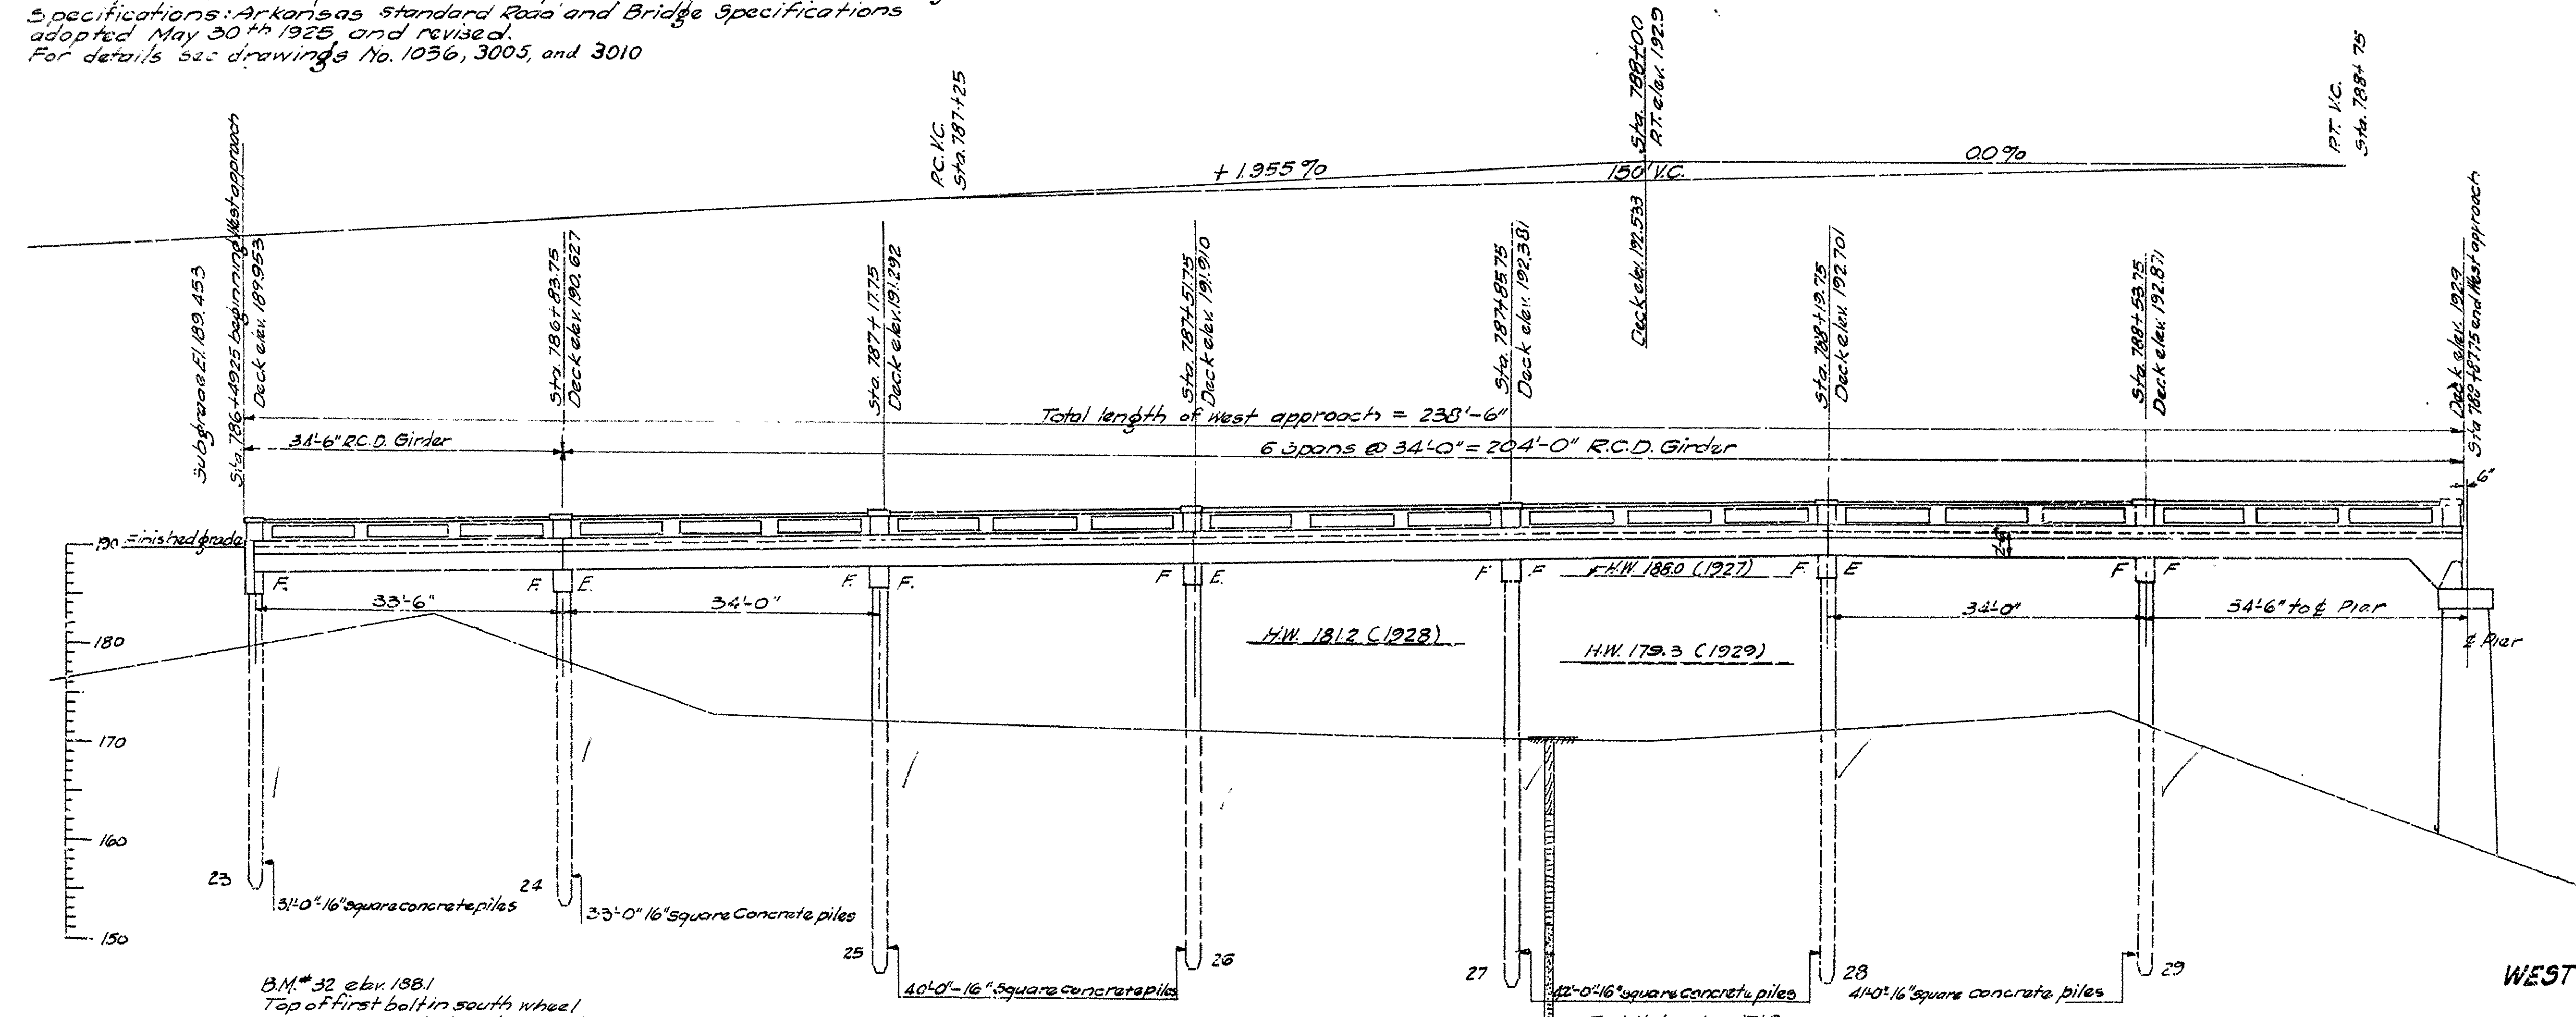 Specifications: Arkansas Standard Road and Bridge Specifications
adopted May 30th 1925, and revised.
For details see drawings No. 1036, 3005, and 3010
P.C.V.C.
Sta. 787+25
Sta. 788+00
P.T. elev. 192.9
P.T. V.C.
Sta. 788+75
+1.955%
150' V.C.
0.0%
Subgrade El. 189.453
Sta. 786+49.25 beginning West approach
Deck elev. 189.953
Sta. 786+83.75
Deck elev. 190.627
Sta. 787+17.75
Deck elev. 191.292
Sta. 787+51.75
Deck elev. 191.910
Sta. 787+85.75
Deck elev. 192.381
Deck elev. 192.533
Sta. 788+19.75
Deck elev. 192.701
Sta. 788+53.75
Deck elev. 192.871
Deck elev. 192.9
Sta 788+87.75 end West approach
Total length of west approach = 238'-6"
34'-6" R.C.D. Girder
6 Spans @ 34'-0" = 204'-0" R.C.D. Girder
6"
190
Finished grade
F.
F.
E.
F.
F.
F
E.
F
F
H.W. 186.0 (1927)
F
E
F
F
33'-6"
34'-0"
34'-0"
34'-6" to ℄ Pier
180
H.W. 181.2 (1928)
H.W. 179.3 (1929)
℄ Pier
170
160
150
23
31'-0"-16" square concrete piles
24
33'-0" 16" square Concrete piles
25
40'-0"-16" square concrete piles
26
27
42'-0"-16" square concrete piles
28
41'-0"-16" square concrete piles
29
WEST
B.M.#32 elev. 188.1
Top of first bolt in south wheel